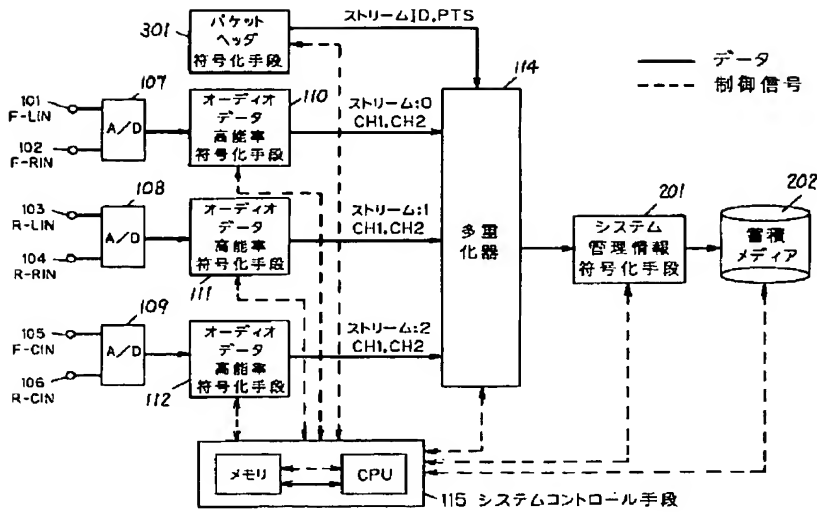 301
パケット
ヘッダ
符号化手段
ストリームID,PTS
114
データ
制御信号
107
101
F-LIN
A/D
102
F-RIN
110
オーディオ
データ
高能率
符号化手段
ストリーム:0
CH1,CH2
108
103
R-LIN
A/D
104
R-RIN
オーディオ
データ
高能率
符号化手段
111
ストリーム:1
CH1,CH2
多重
化器
201
システム
管理情報
符号化手段
202
蓄積
メディア
109
105
F-CIN
A/D
106
R-CIN
オーディオ
データ
高能率
符号化手段
112
ストリーム:2
CH1,CH2
メモリ
CPU
115 システムコントロール手段